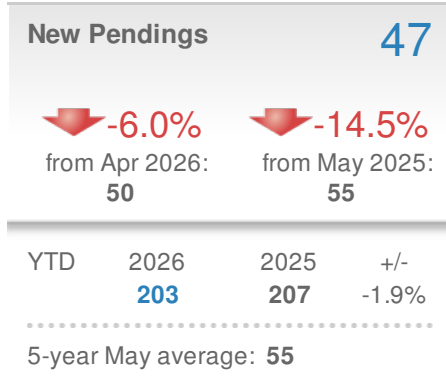 New Pendings 47
-6.0% -14.5%
from Apr 2026: from May 2025:
50 55
YTD 2026 2025 +/-
203 207 -1.9%
5-year May average: 55